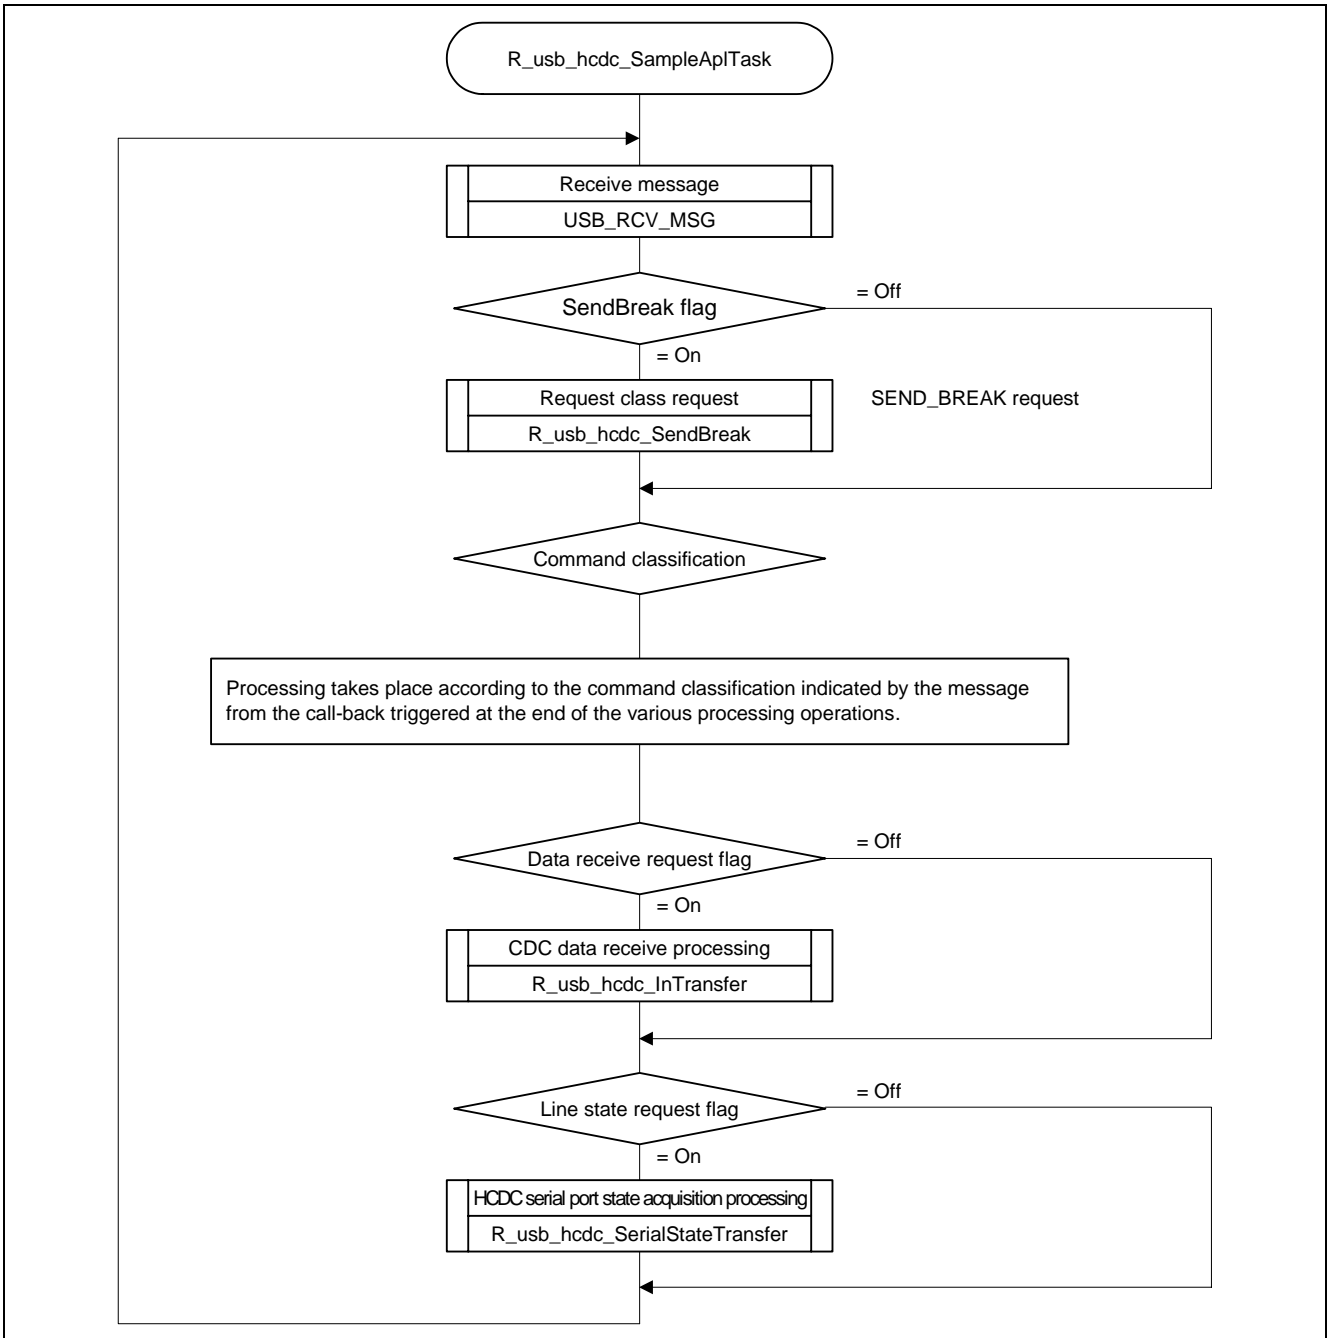 R_usb_hcdc_SampleAplTask
Receive message
USB_RCV_MSG
SendBreak flag
= Off
= On
Request class request
R_usb_hcdc_SendBreak
SEND_BREAK request
Command classification
Processing takes place according to the command classification indicated by the message
from the call-back triggered at the end of the various processing operations.
Data receive request flag
= Off
= On
CDC data receive processing
R_usb_hcdc_InTransfer
Line state request flag
= Off
= On
HCDC serial port state acquisition processing
R_usb_hcdc_SerialStateTransfer